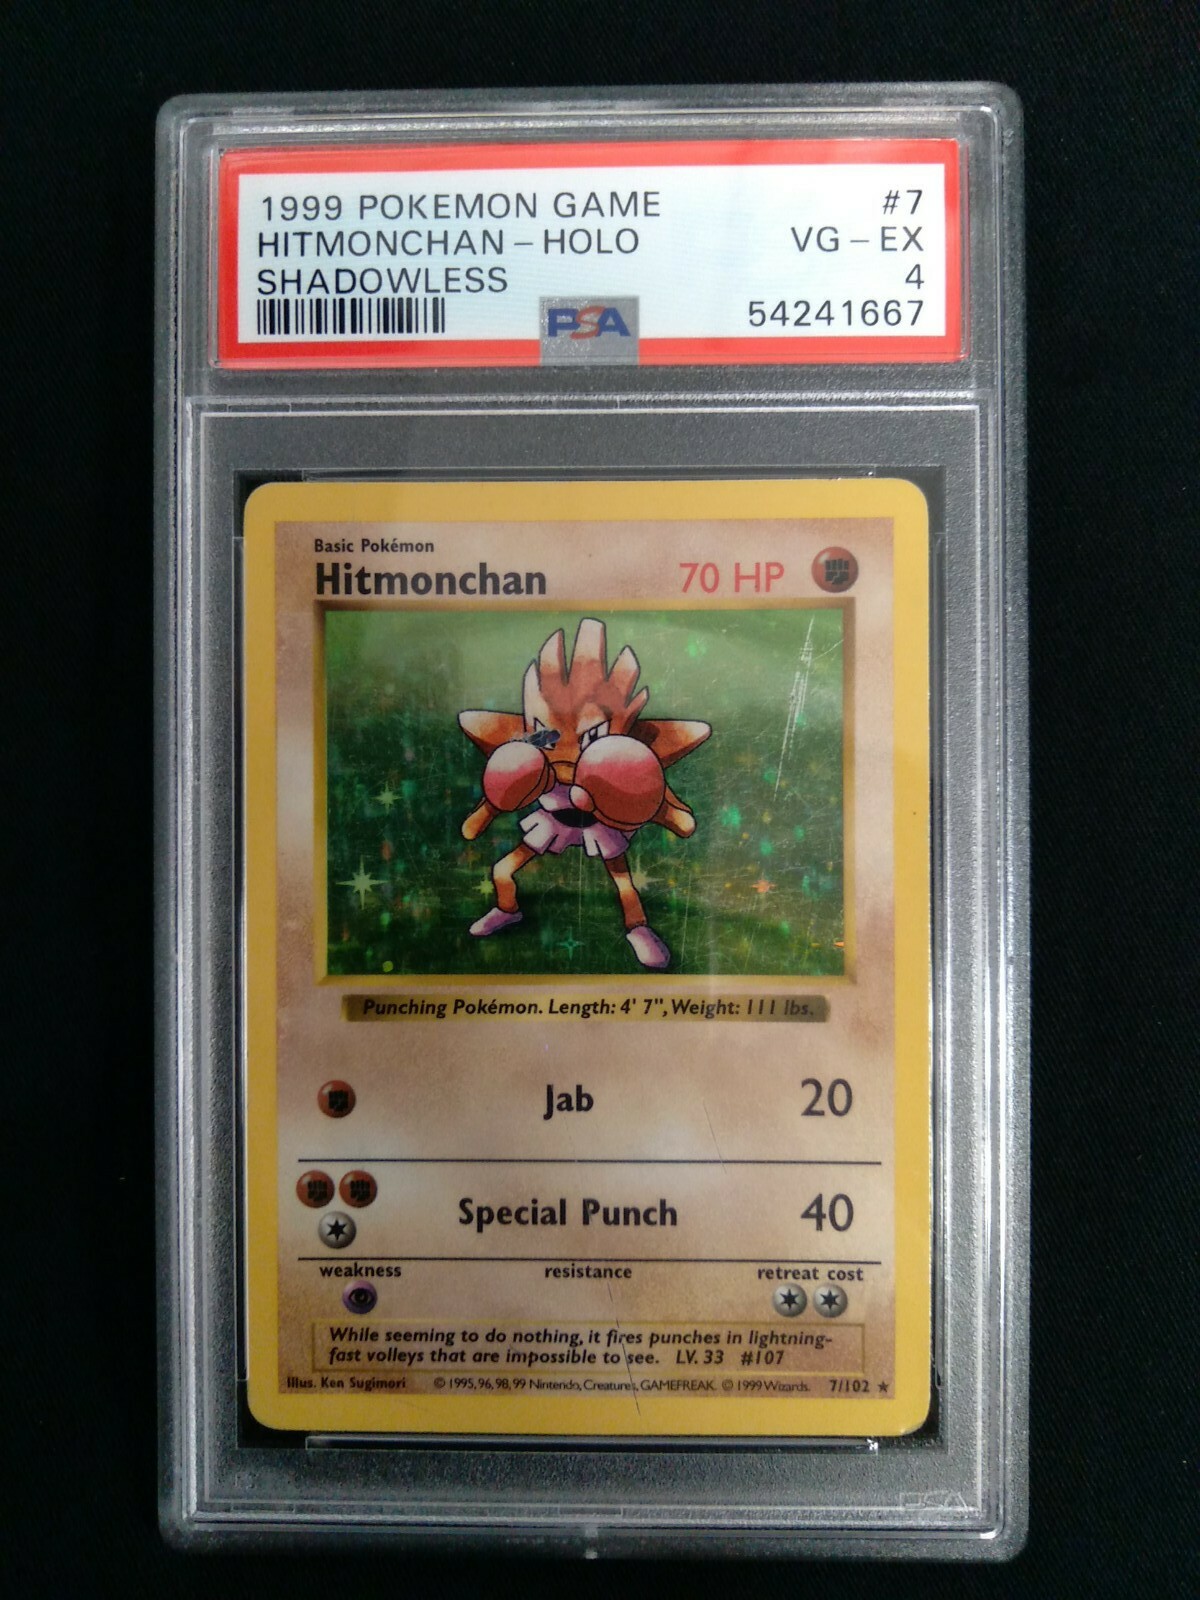 1999 POKEMON GAME #7
HITMONCHAN - HOLO VG - EX
SHADOWLESS 4
PSA 54241667
Basic Pokémon
Hitmonchan 70 HP
Punching Pokémon. Length: 4' 7", Weight: 111 lbs.
Jab 20
Special Punch 40
weakness resistance retreat cost
While seeming to do nothing, it fires punches in lightning-
fast volleys that are impossible to see. LV. 33 #107
Illus. Ken Sugimori © 1995, 96, 98, 99 Nintendo, Creatures, GAMEFREAK. © 1999 Wizards. 7/102 ★
PSA